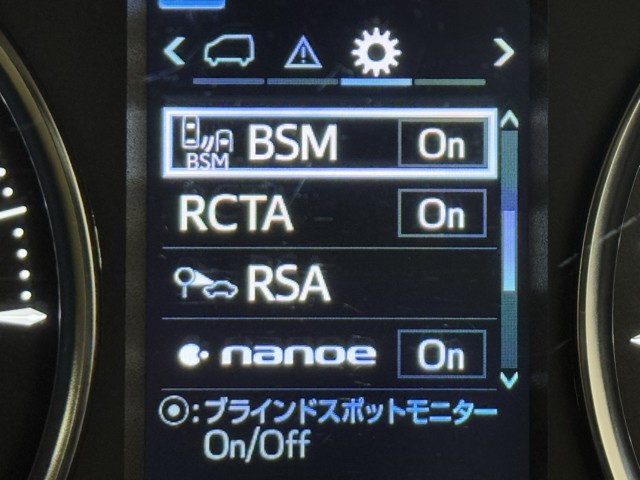 BSM BSM On
RCTA On
RSA
nanoe On
◉:ブラインドスポットモニター
On/Off